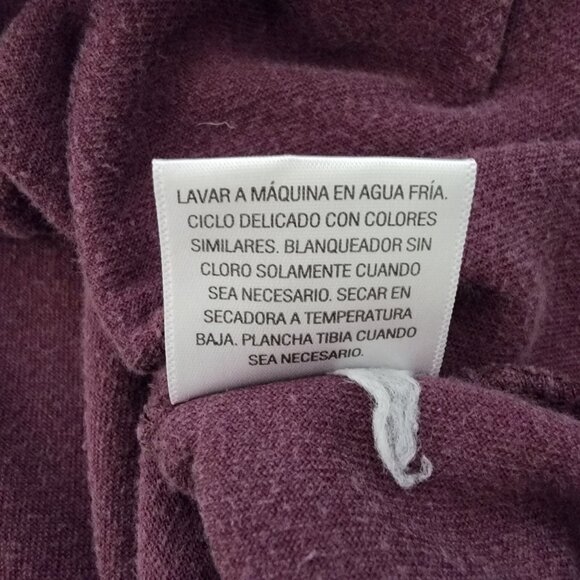 LAVAR A MÁQUINA EN AGUA FRÍA.
CICLO DELICADO CON COLORES
SIMILARES. BLANQUEADOR SIN
CLORO SOLAMENTE CUANDO
SEA NECESARIO. SECAR EN
SECADORA A TEMPERATURA
BAJA. PLANCHA TIBIA CUANDO
SEA NECESARIO.